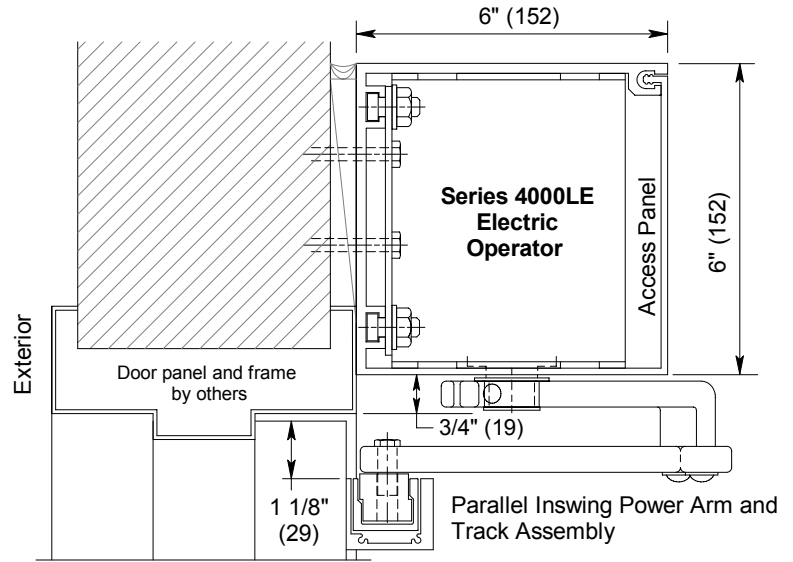 6" (152)
Series 4000LE
Electric
Operator
Access Panel
6" (152)
Exterior
Door panel and frame
by others
3/4" (19)
1 1/8"
(29)
Parallel Inswing Power Arm and
Track Assembly